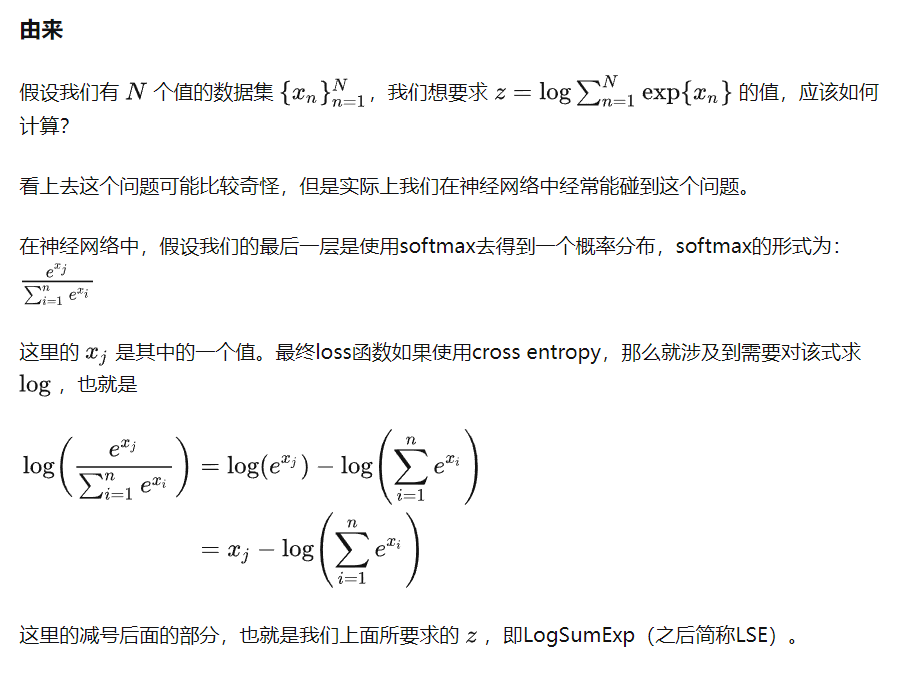 由来
假设我们有 $N$ 个值的数据集 $\{x_n\}_{n=1}^{N}$，我们想要求 $z = \log \sum_{n=1}^{N} \exp\{x_n\}$ 的值，应该如何
计算？
看上去这个问题可能比较奇怪，但是实际上我们在神经网络中经常能碰到这个问题。
在神经网络中，假设我们的最后一层是使用softmax去得到一个概率分布，softmax的形式为：
$\frac{e^{x_j}}{\sum_{i=1}^{n} e^{x_i}}$
这里的 $x_j$ 是其中的一个值。最终loss函数如果使用cross entropy，那么就涉及到需要对该式求
$\log$ ，也就是
$\log\left(\frac{e^{x_j}}{\sum_{i=1}^{n} e^{x_i}}\right) = \log(e^{x_j}) - \log\left(\sum_{i=1}^{n} e^{x_i}\right)$
$= x_j - \log\left(\sum_{i=1}^{n} e^{x_i}\right)$
这里的减号后面的部分，也就是我们上面所要求的 $z$ ，即LogSumExp（之后简称LSE）。